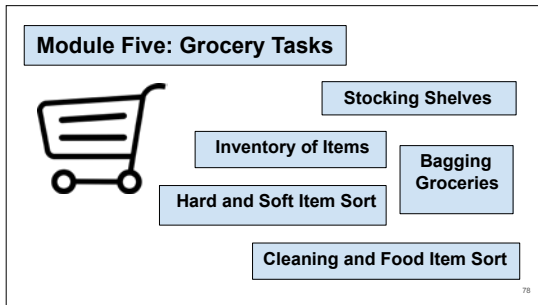 Module Five: Grocery Tasks
Stocking Shelves
Inventory of Items
Bagging
Groceries
Hard and Soft Item Sort
Cleaning and Food Item Sort
78